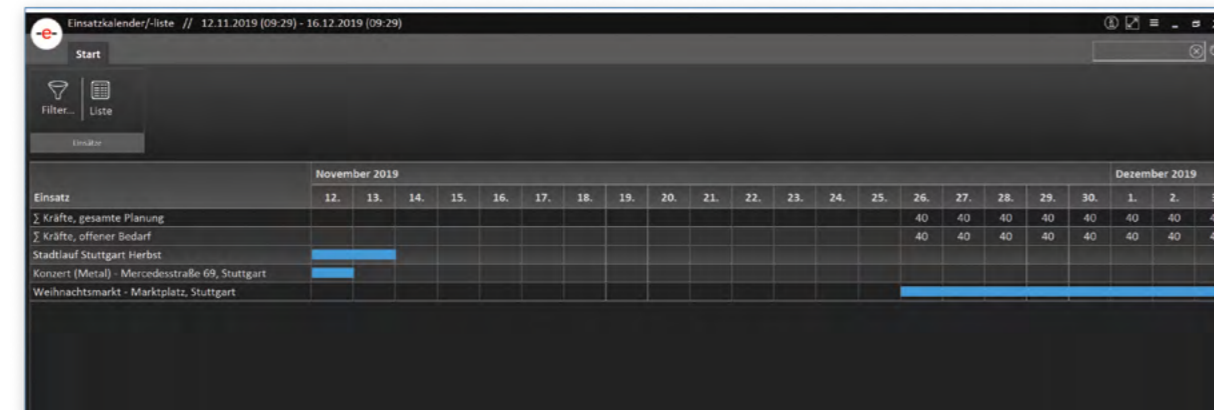 -e-
Einsatzkalender/-liste // 12.11.2019 (09:29) - 16.12.2019 (09:29)
Start
Filter... Liste
Einsätze
November 2019 Dezember 2019
Einsatz 12. 13. 14. 15. 16. 17. 18. 19. 20. 21. 22. 23. 24. 25. 26. 27. 28. 29. 30. 1. 2.
∑ Kräfte, gesamte Planung 40 40 40 40 40 40 40
∑ Kräfte, offener Bedarf 40 40 40 40 40 40 40
Stadtlauf Stuttgart Herbst
Konzert (Metal) - Mercedesstraße 69, Stuttgart
Weihnachtsmarkt - Marktplatz, Stuttgart